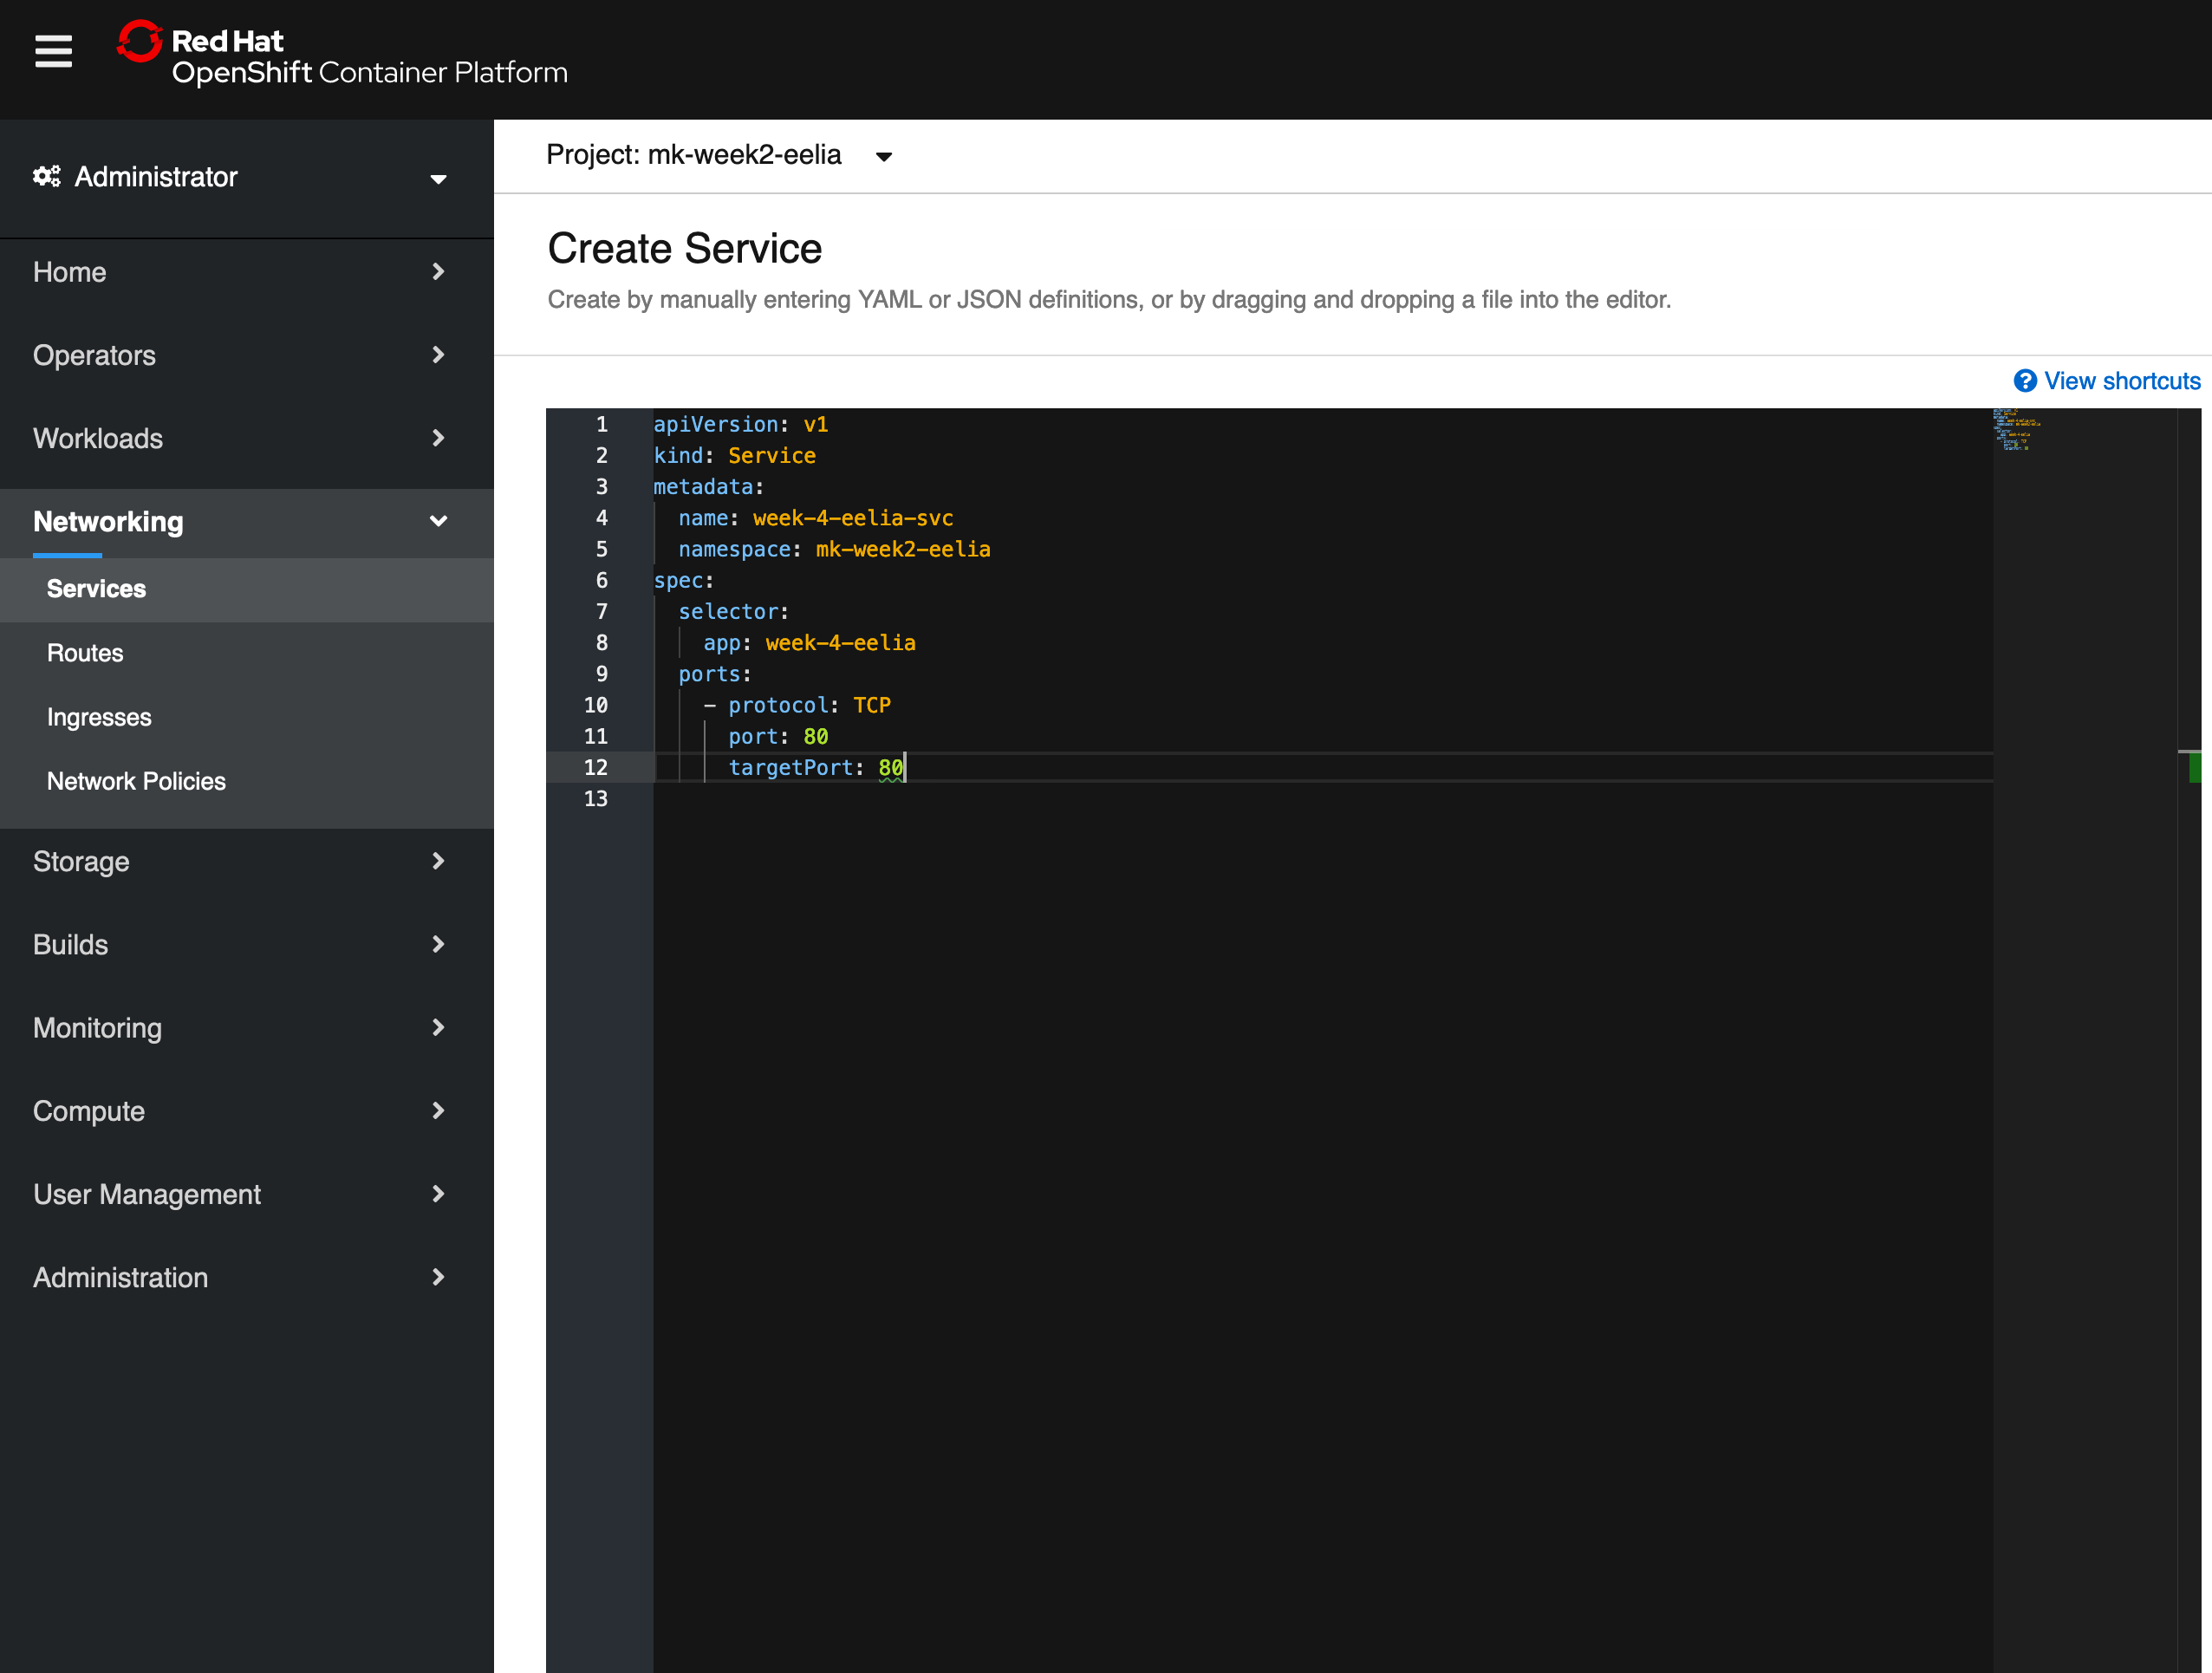 Red Hat
OpenShift Container Platform
Administrator
Home
Operators
Workloads
Networking
Services
Routes
Ingresses
Network Policies
Storage
Builds
Monitoring
Compute
User Management
Administration
Project: mk-week2-eelia
Create Service
Create by manually entering YAML or JSON definitions, or by dragging and dropping a file into the editor.
View shortcuts
1 apiVersion: v1
2 kind: Service
3 metadata:
4   name: week-4-eelia-svc
5   namespace: mk-week2-eelia
6 spec:
7   selector:
8     app: week-4-eelia
9   ports:
10     - protocol: TCP
11       port: 80
12       targetPort: 80
13